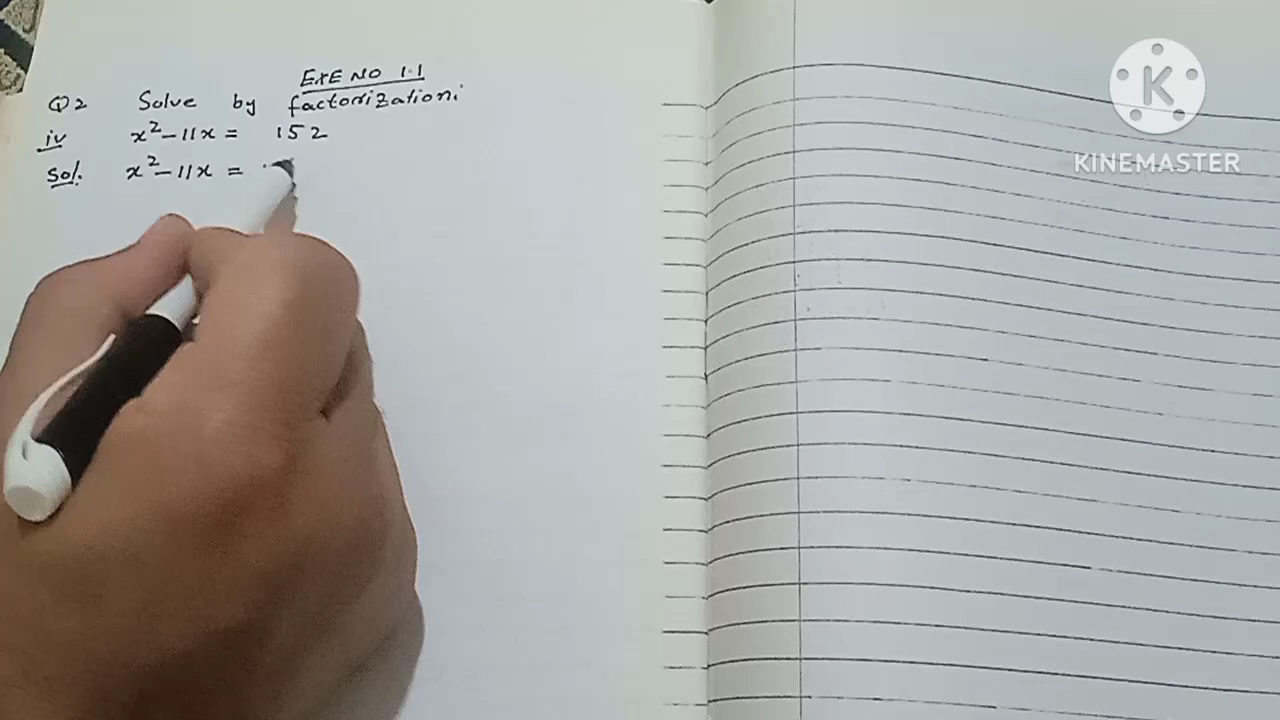 EXE NO 1.1
Q2 Solve by factorization:
iv x²-11x = 152
Sol. x²-11x =
K
KINEMASTER